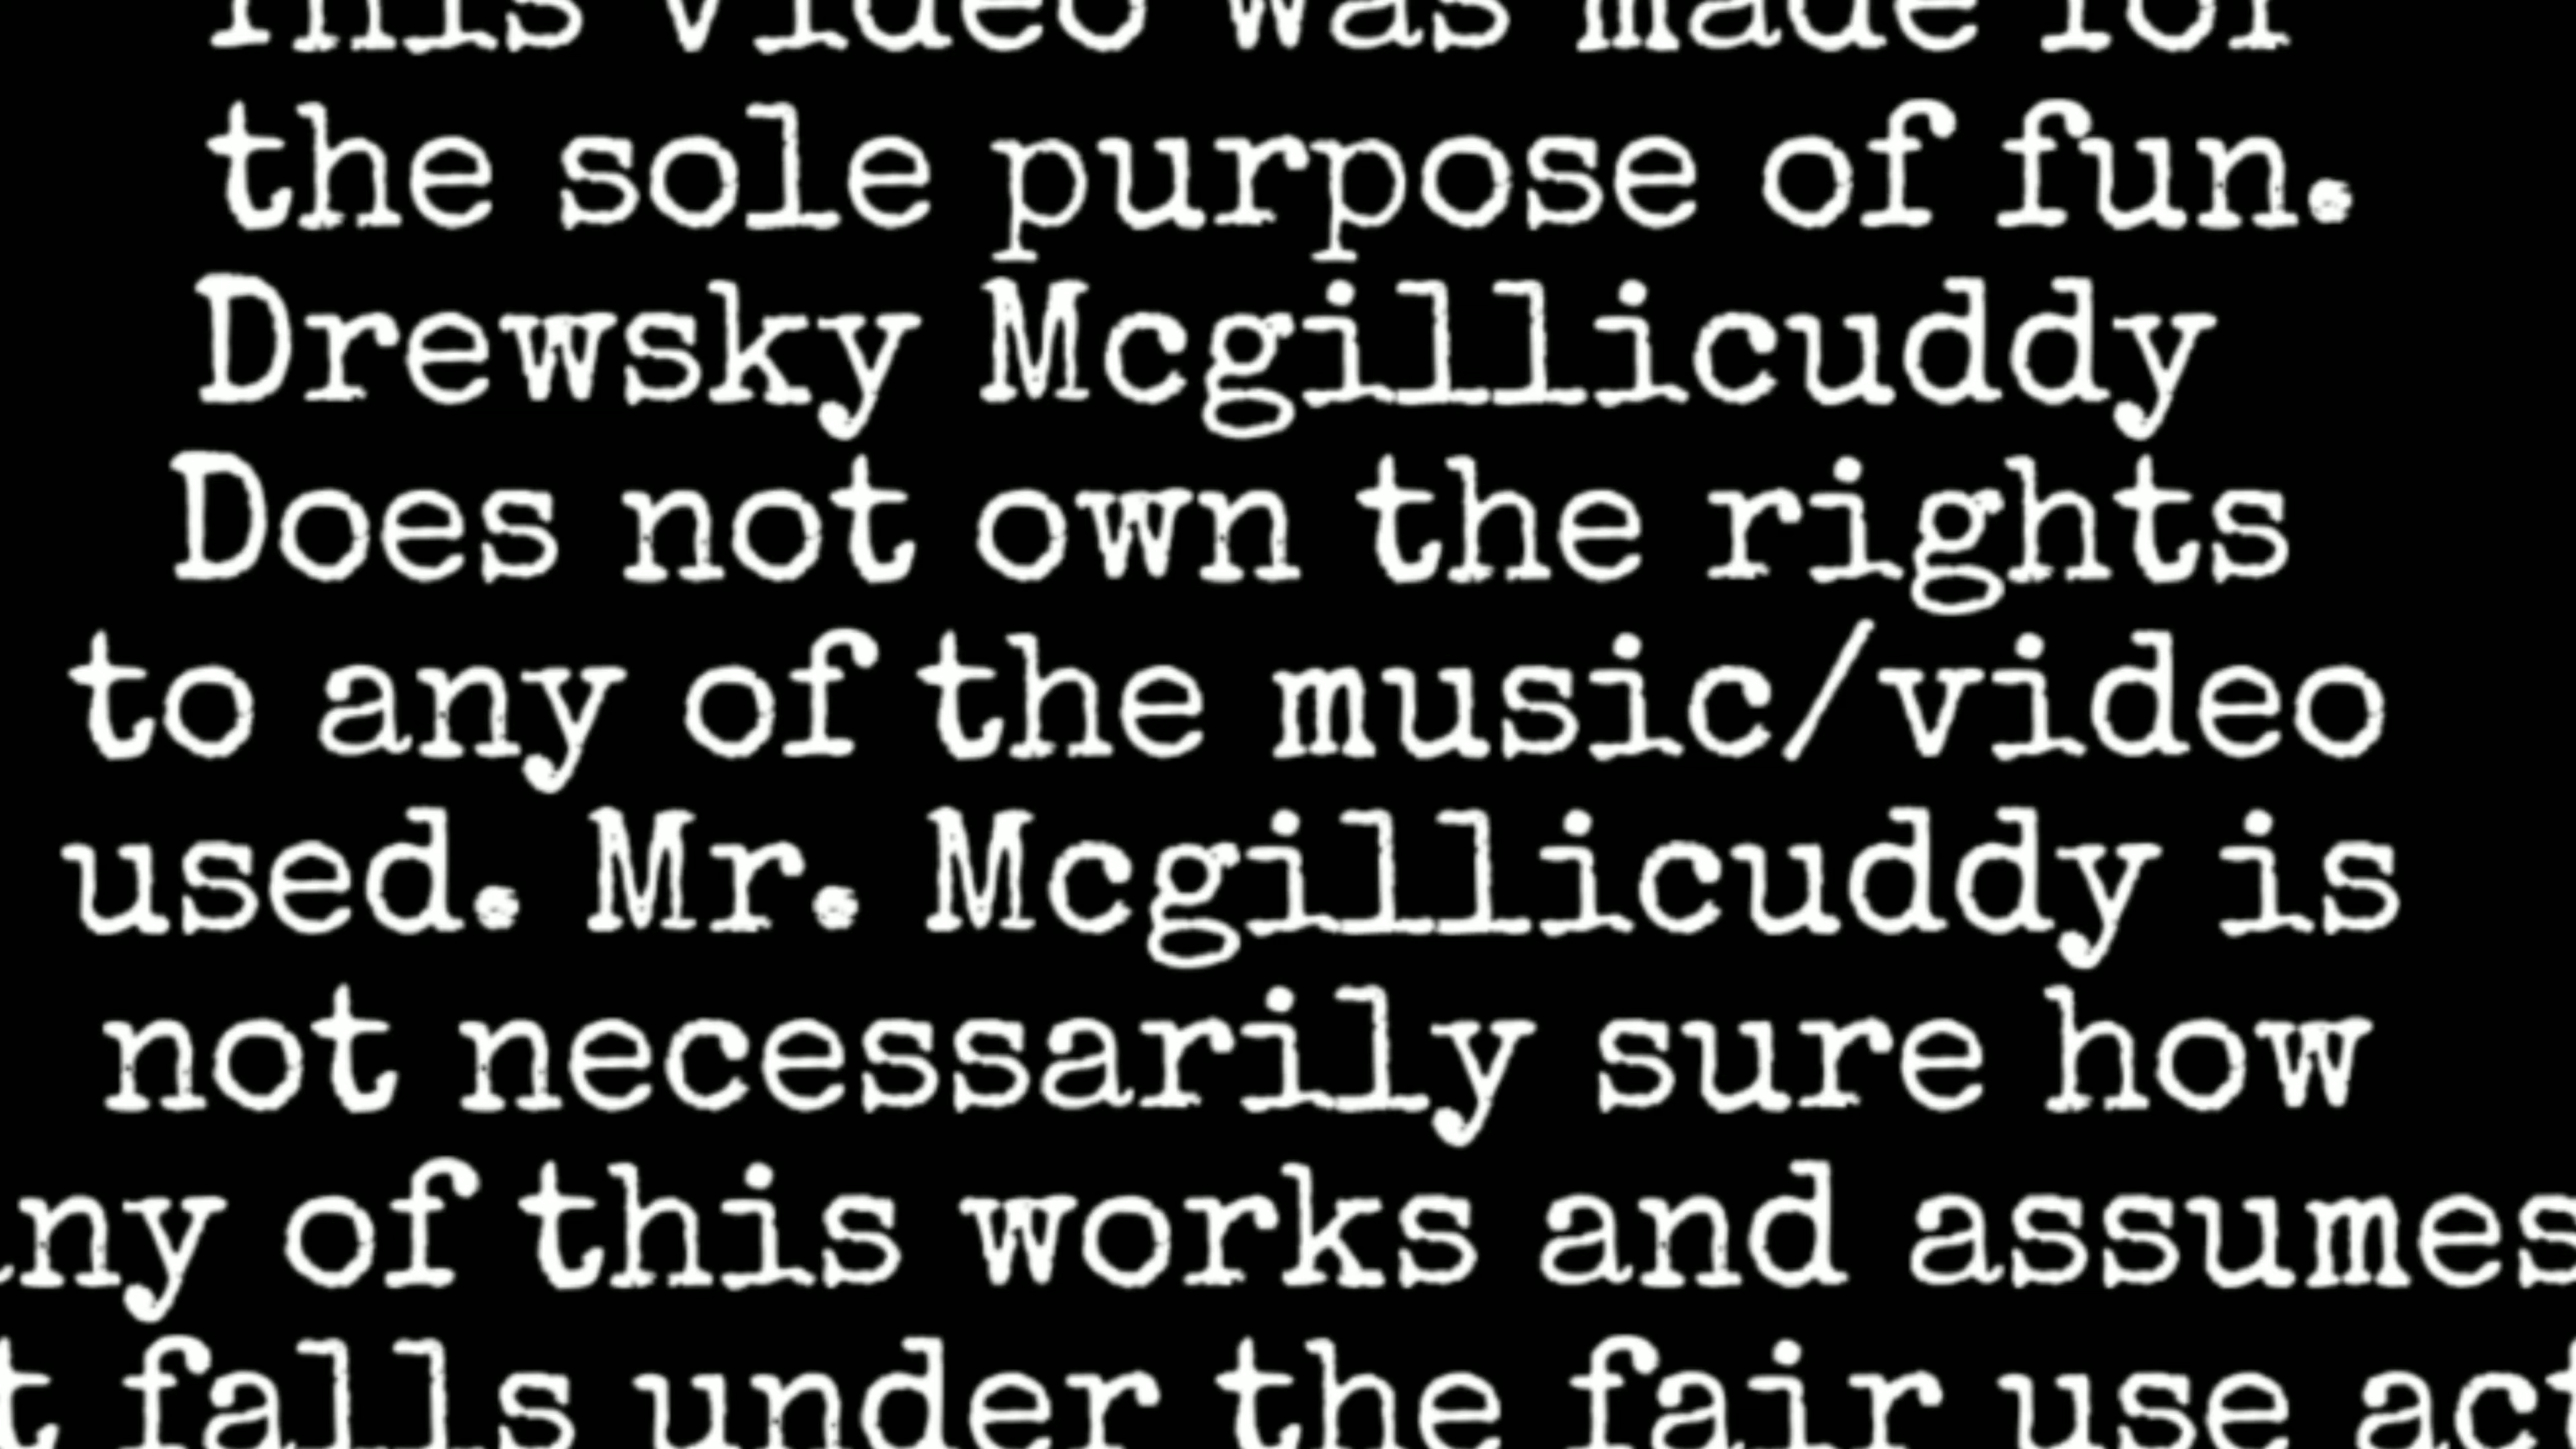 This video was made for
the sole purpose of fun.
Drewsky Mcgillicuddy
Does not own the rights
to any of the music/video
used. Mr. Mcgillicuddy is
not necessarily sure how
of this works and assumes
falls under the fair use act